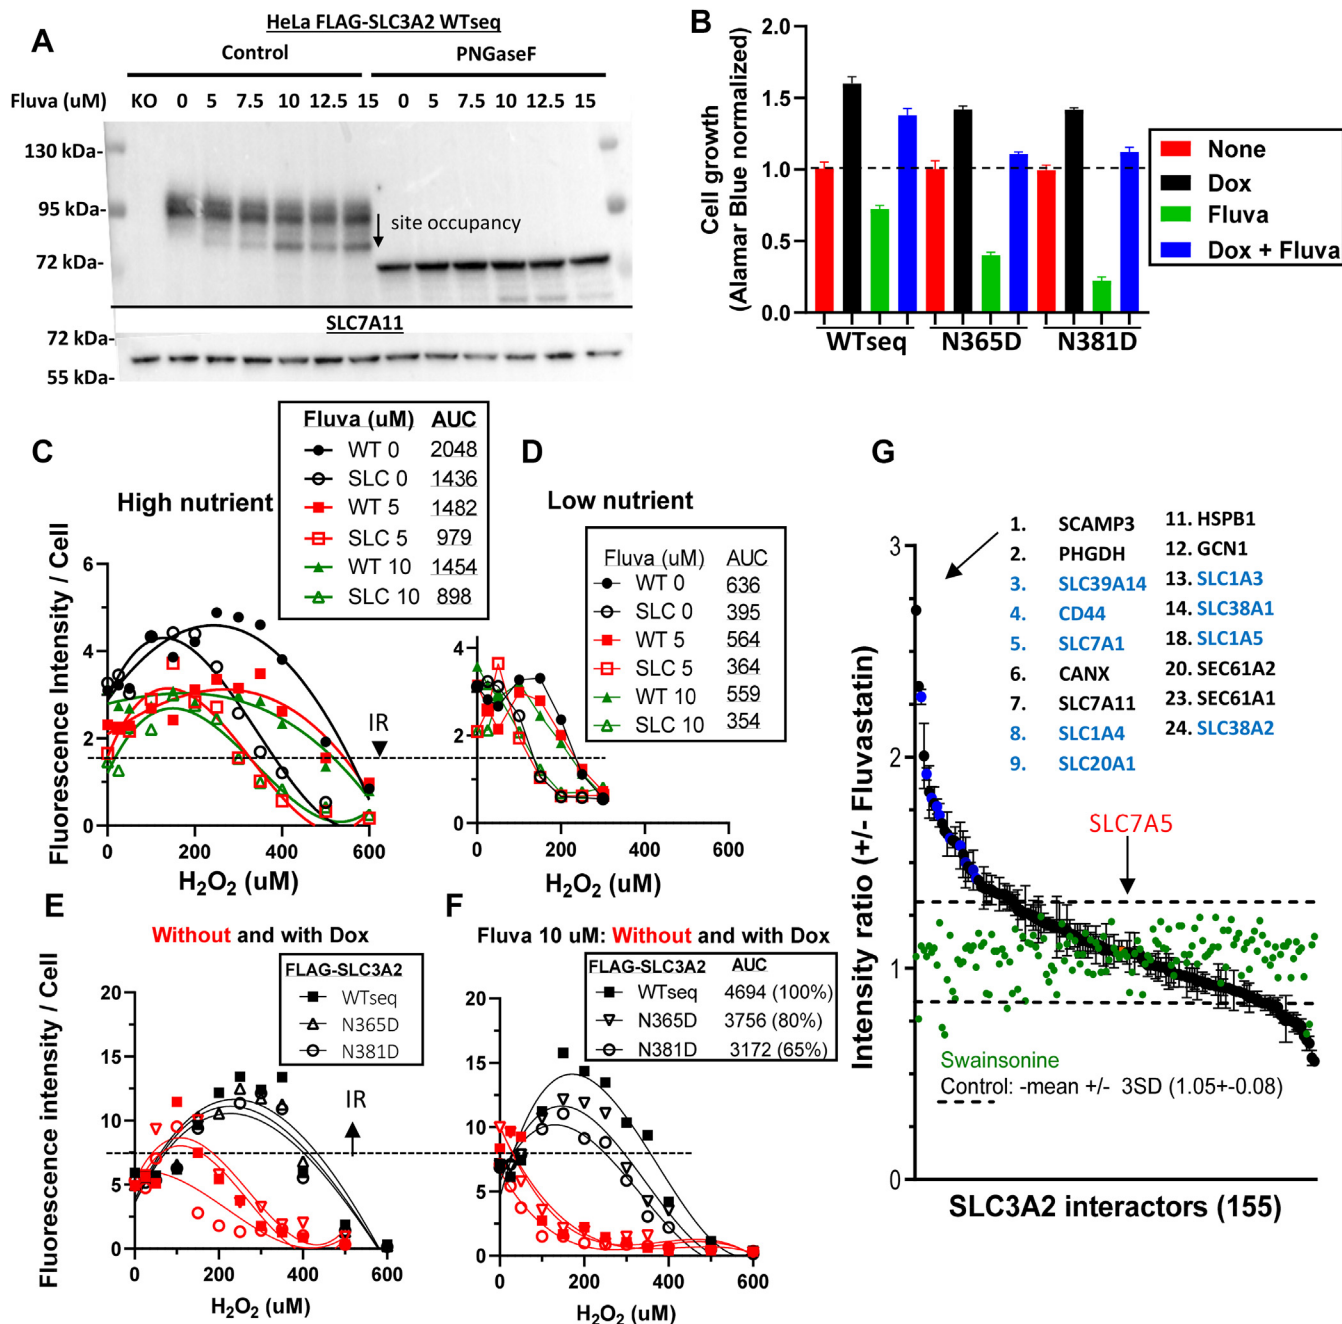 A
HeLa FLAG-SLC3A2 WTseq
Control PNGaseF
Fluva (uM) KO 0 5 7.5 10 12.5 15 0 5 7.5 10 12.5 15
130 kDa-
95 kDa-
site occupancy
72 kDa-
SLC7A11
72 kDa-
55 kDa-
B
Cell growth
(Alamar Blue normalized)
2.0
1.5
1.0
0.5
0.0
WTseq N365D N381D
None
Dox
Fluva
Dox + Fluva
C
High nutrient
Fluva (uM) AUC
WT 0 2048
SLC 0 1436
WT 5 1482
SLC 5 979
WT 10 1454
SLC 10 898
Fluorescence Intensity / Cell
6
4
2
0
IR
0 200 400 600
H2O2 (uM)
D
Low nutrient
Fluva (uM) AUC
WT 0 636
SLC 0 395
WT 5 564
SLC 5 364
WT 10 559
SLC 10 354
4
2
0
0 200 400 600
H2O2 (uM)
E
Without and with Dox
FLAG-SLC3A2
WTseq
N365D
N381D
Fluorescence intensity / Cell
20
15
10
5
0
IR
0 200 400 600
H2O2 (uM)
F
Fluva 10 uM: Without and with Dox
FLAG-SLC3A2 AUC
WTseq 4694 (100%)
N365D 3756 (80%)
N381D 3172 (65%)
20
15
10
5
0
0 200 400 600
H2O2 (uM)
G
1. SCAMP3
2. PHGDH
3. SLC39A14
4. CD44
5. SLC7A1
6. CANX
7. SLC7A11
8. SLC1A4
9. SLC20A1
11. HSPB1
12. GCN1
13. SLC1A3
14. SLC38A1
18. SLC1A5
20. SEC61A2
23. SEC61A1
24. SLC38A2
Intensity ratio (+/- Fluvastatin)
3
2
1
0
SLC7A5
Swainsonine
Control: -mean +/- 3SD (1.05+-0.08)
SLC3A2 interactors (155)